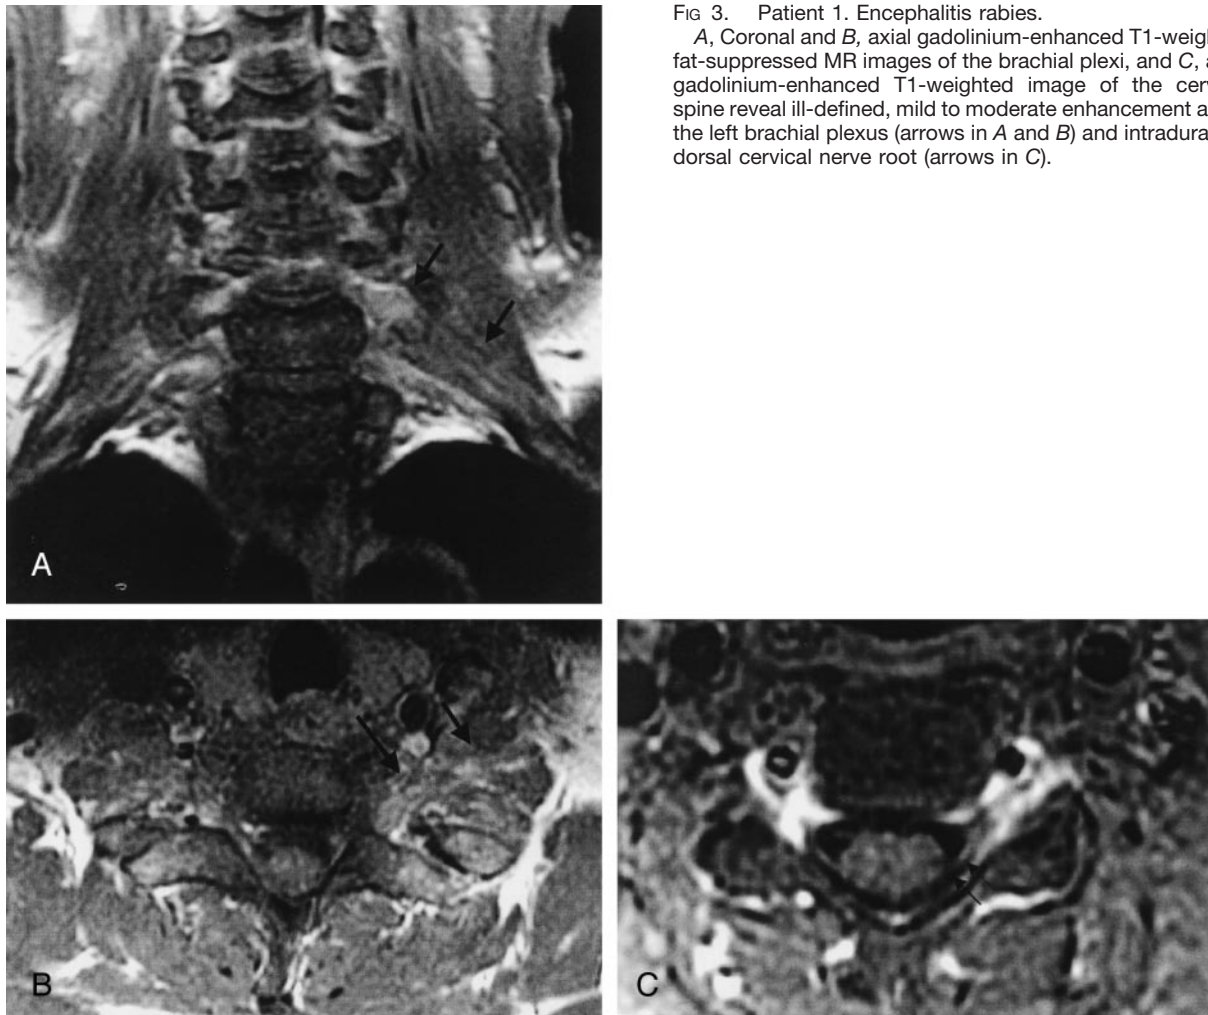 FIG 3. Patient 1. Encephalitis rabies.
A, Coronal and B, axial gadolinium-enhanced T1-weigh
fat-suppressed MR images of the brachial plexi, and C, a
gadolinium-enhanced T1-weighted image of the cerv
spine reveal ill-defined, mild to moderate enhancement a
the left brachial plexus (arrows in A and B) and intradura
dorsal cervical nerve root (arrows in C).
A
B
C